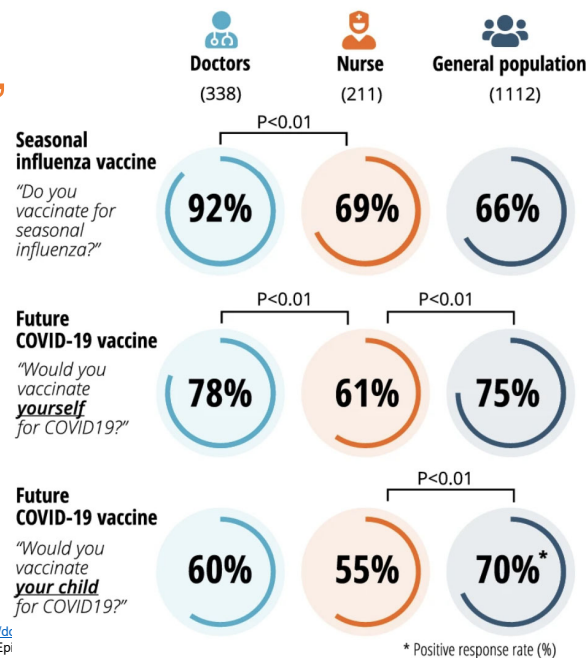 Doctors
Nurse
General population
(338)
(211)
(1112)
P<0.01
Seasonal
influenza vaccine
“Do you
vaccinate for
seasonal
influenza?”
92%
69%
66%
P<0.01
P<0.01
Future
COVID-19 vaccine
“Would you
vaccinate
yourself
for COVID19?”
78%
61%
75%
P<0.01
Future
COVID-19 vaccine
“Would you
vaccinate
your child
for COVID19?”
60%
55%
70%*
* Positive response rate (%)